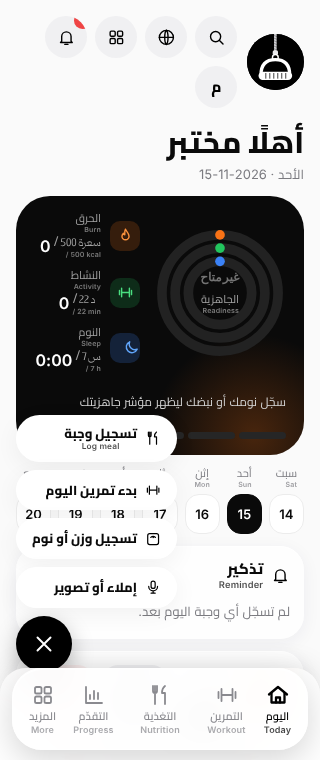 م
أهلًا مختبر
الأحد · 2026-11-15
غير متاح
الجاهزية
Readiness
الحرق
Burn
0 / 500 سعرة
/ 500 kcal
النشاط
Activity
0 / 22 د
/ 22 min
النوم
Sleep
0:00 / 7 س
/ 7 h
سجّل نومك أو نبضك ليظهر مؤشر جاهزيتك
تسجيل وجبة
Log meal
بدء تمرين اليوم
تسجيل وزن أو نوم
إملاء أو تصوير
سبت
Sat
14
أحد
Sun
15
إثن
Mon
16
17
18
19
20
تذكير
Reminder
لم تسجّل أي وجبة اليوم بعد.
اليوم
Today
التمرين
Workout
التغذية
Nutrition
التقدّم
Progress
المزيد
More